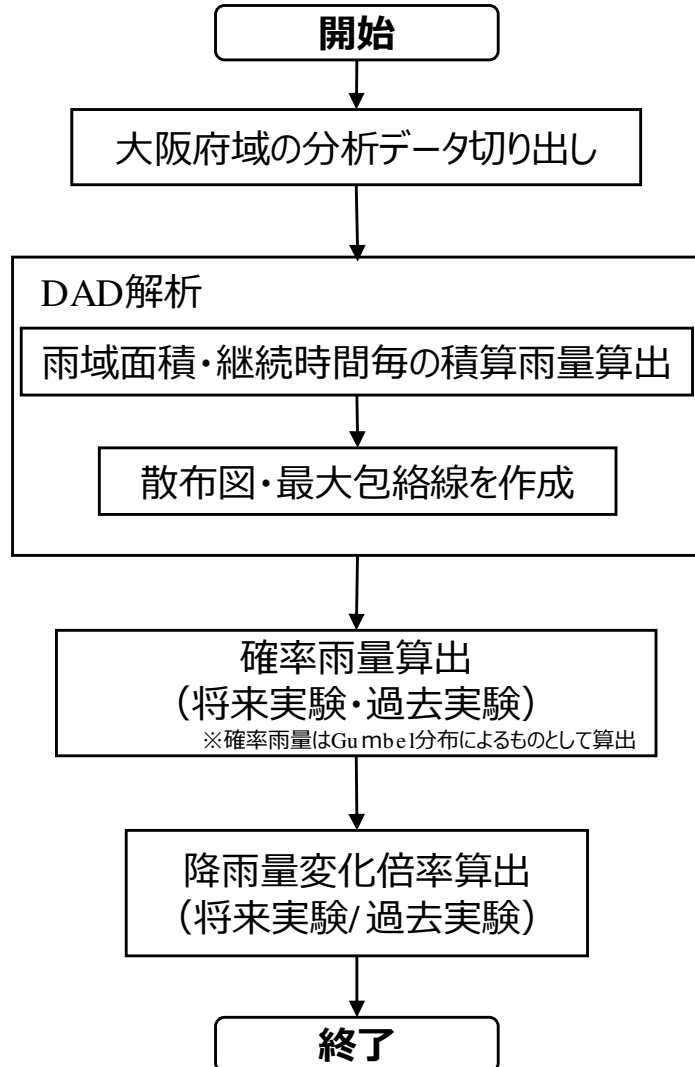 開始
大阪府域の分析データ切り出し
DAD解析
雨域面積・継続時間毎の積算雨量算出
散布図・最大包絡線を作成
確率雨量算出
（将来実験・過去実験）
※確率雨量はGumbel分布によるものとして算出
降雨量変化倍率算出
（将来実験/過去実験）
終了